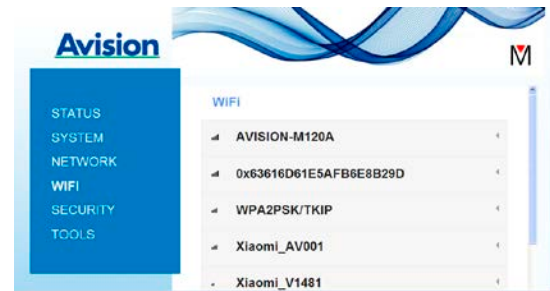 Avision
M
STATUS
SYSTEM
NETWORK
WIFI
SECURITY
TOOLS
WiFi
AVISION-M120A
0x63616D61E5AFB6E8B29D
WPA2PSK/TKIP
Xiaomi_AV001
Xiaomi_V1481